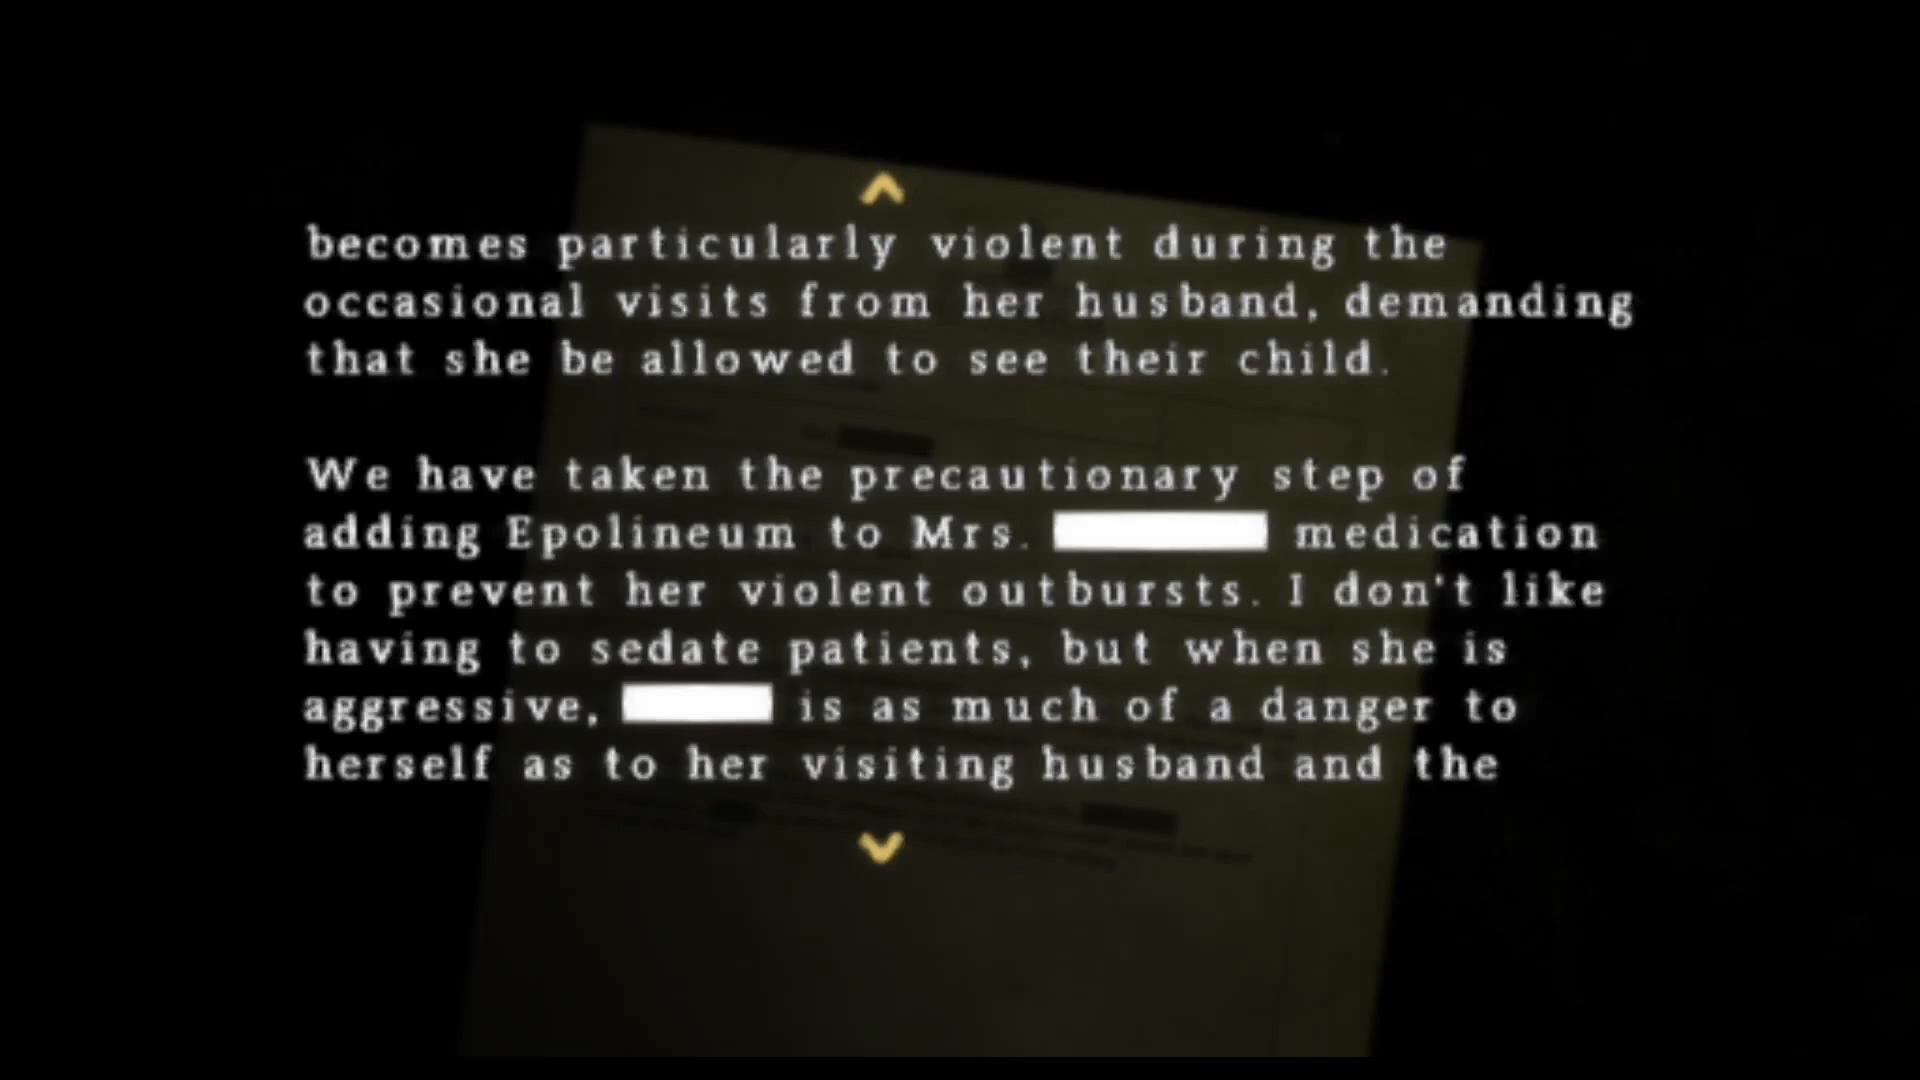 becomes particularly violent during the
occasional visits from her husband, demanding
that she be allowed to see their child.
We have taken the precautionary step of
adding Epolineum to Mrs. medication
to prevent her violent outbursts. I don't like
having to sedate patients, but when she is
aggressive, is as much of a danger to
herself as to her visiting husband and the